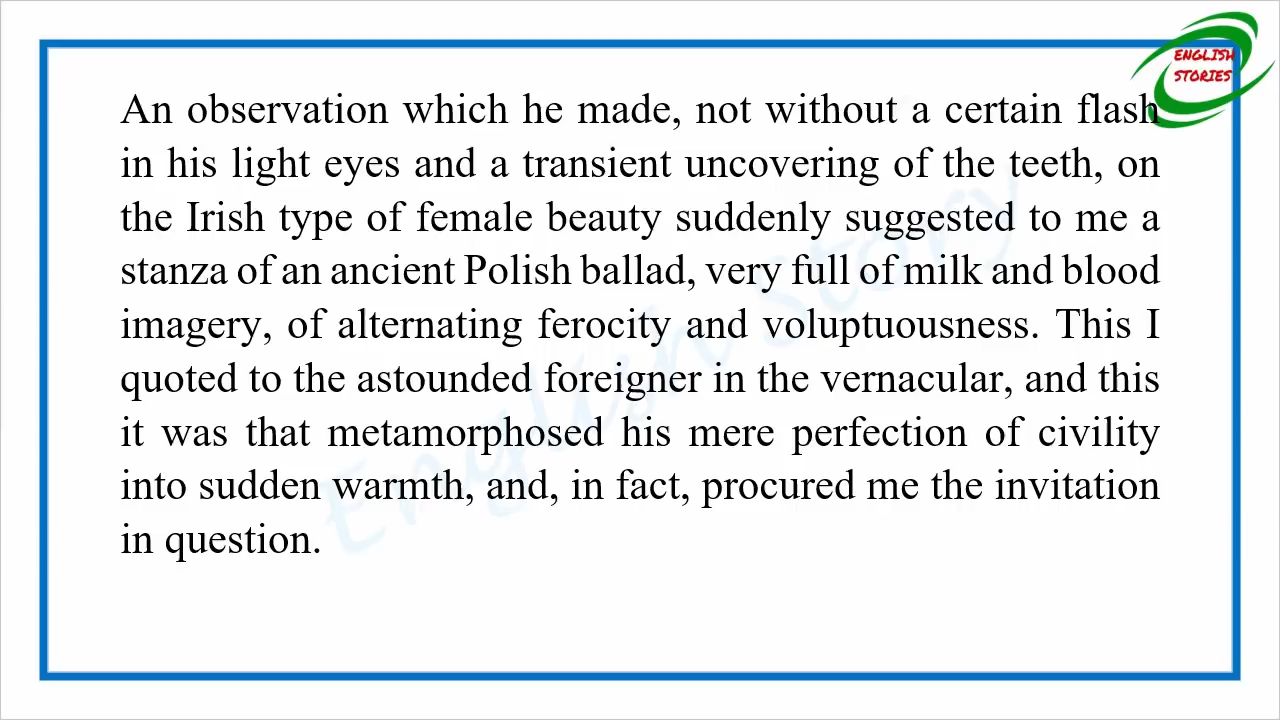 ENGLISH
STORIES
An observation which he made, not without a certain flash
in his light eyes and a transient uncovering of the teeth, on
the Irish type of female beauty suddenly suggested to me a
stanza of an ancient Polish ballad, very full of milk and blood
imagery, of alternating ferocity and voluptuousness. This I
quoted to the astounded foreigner in the vernacular, and this
it was that metamorphosed his mere perfection of civility
into sudden warmth, and, in fact, procured me the invitation
in question.
English Story